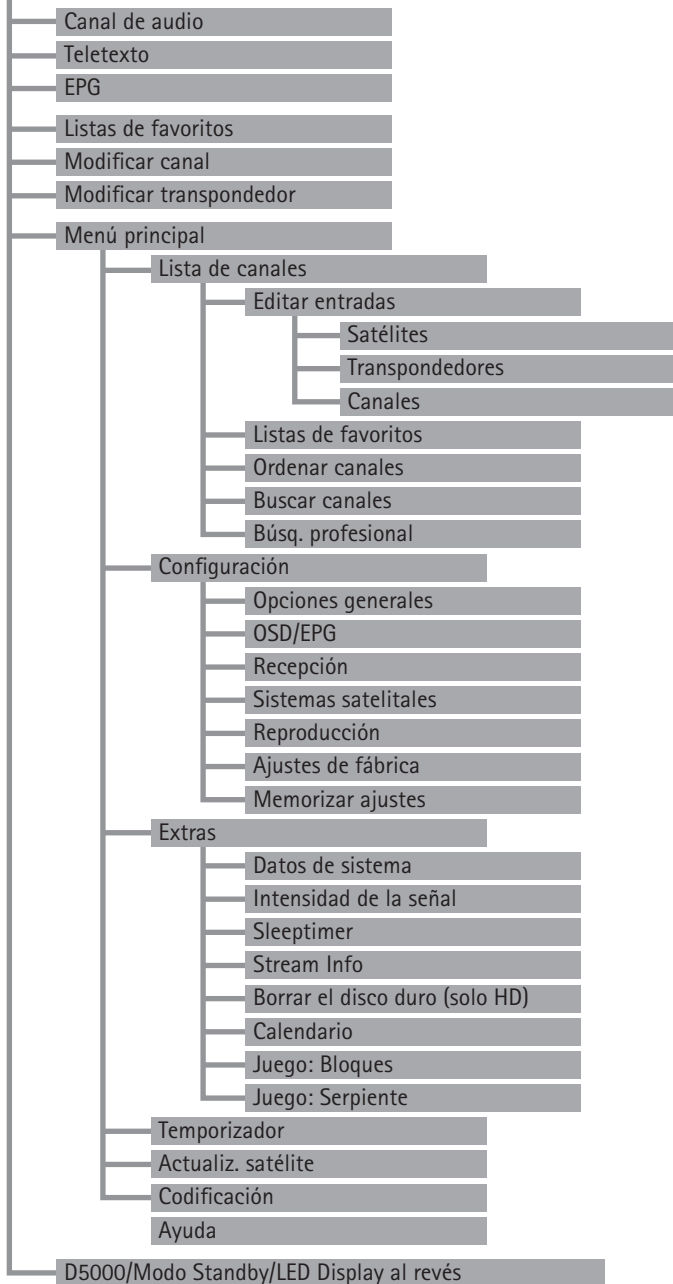 Canal de audio
Teletexto
EPG
Listas de favoritos
Modificar canal
Modificar transpondedor
Menú principal
Lista de canales
Editar entradas
Satélites
Transpondedores
Canales
Listas de favoritos
Ordenar canales
Buscar canales
Búsq. profesional
Configuración
Opciones generales
OSD/EPG
Recepción
Sistemas satelitales
Reproducción
Ajustes de fábrica
Memorizar ajustes
Extras
Datos de sistema
Intensidad de la señal
Sleeptimer
Stream Info
Borrar el disco duro (solo HD)
Calendario
Juego: Bloques
Juego: Serpiente
Temporizador
Actualiz. satélite
Codificación
Ayuda
D5000/Modo Standby/LED Display al revés